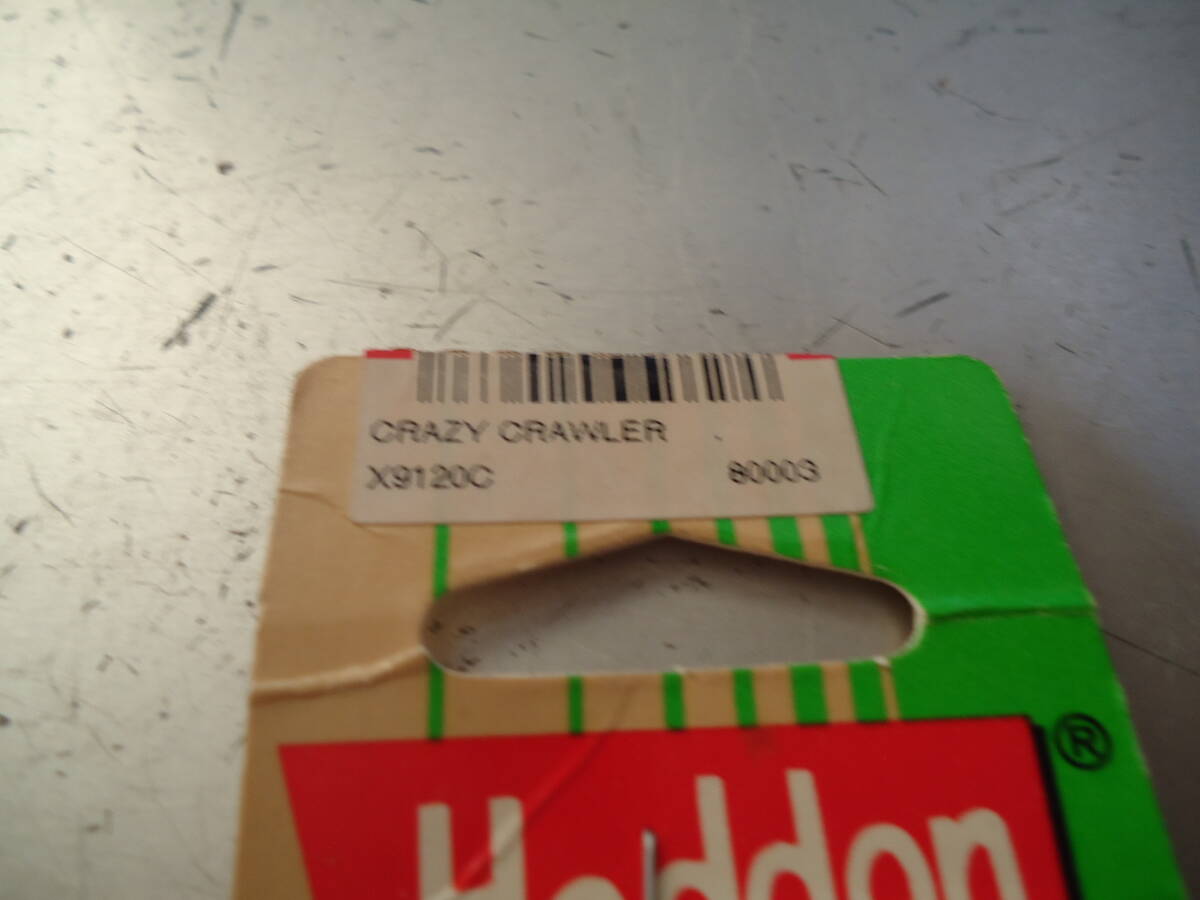 CRAZY CRAWLER
X9120C 80003
®
Heddon